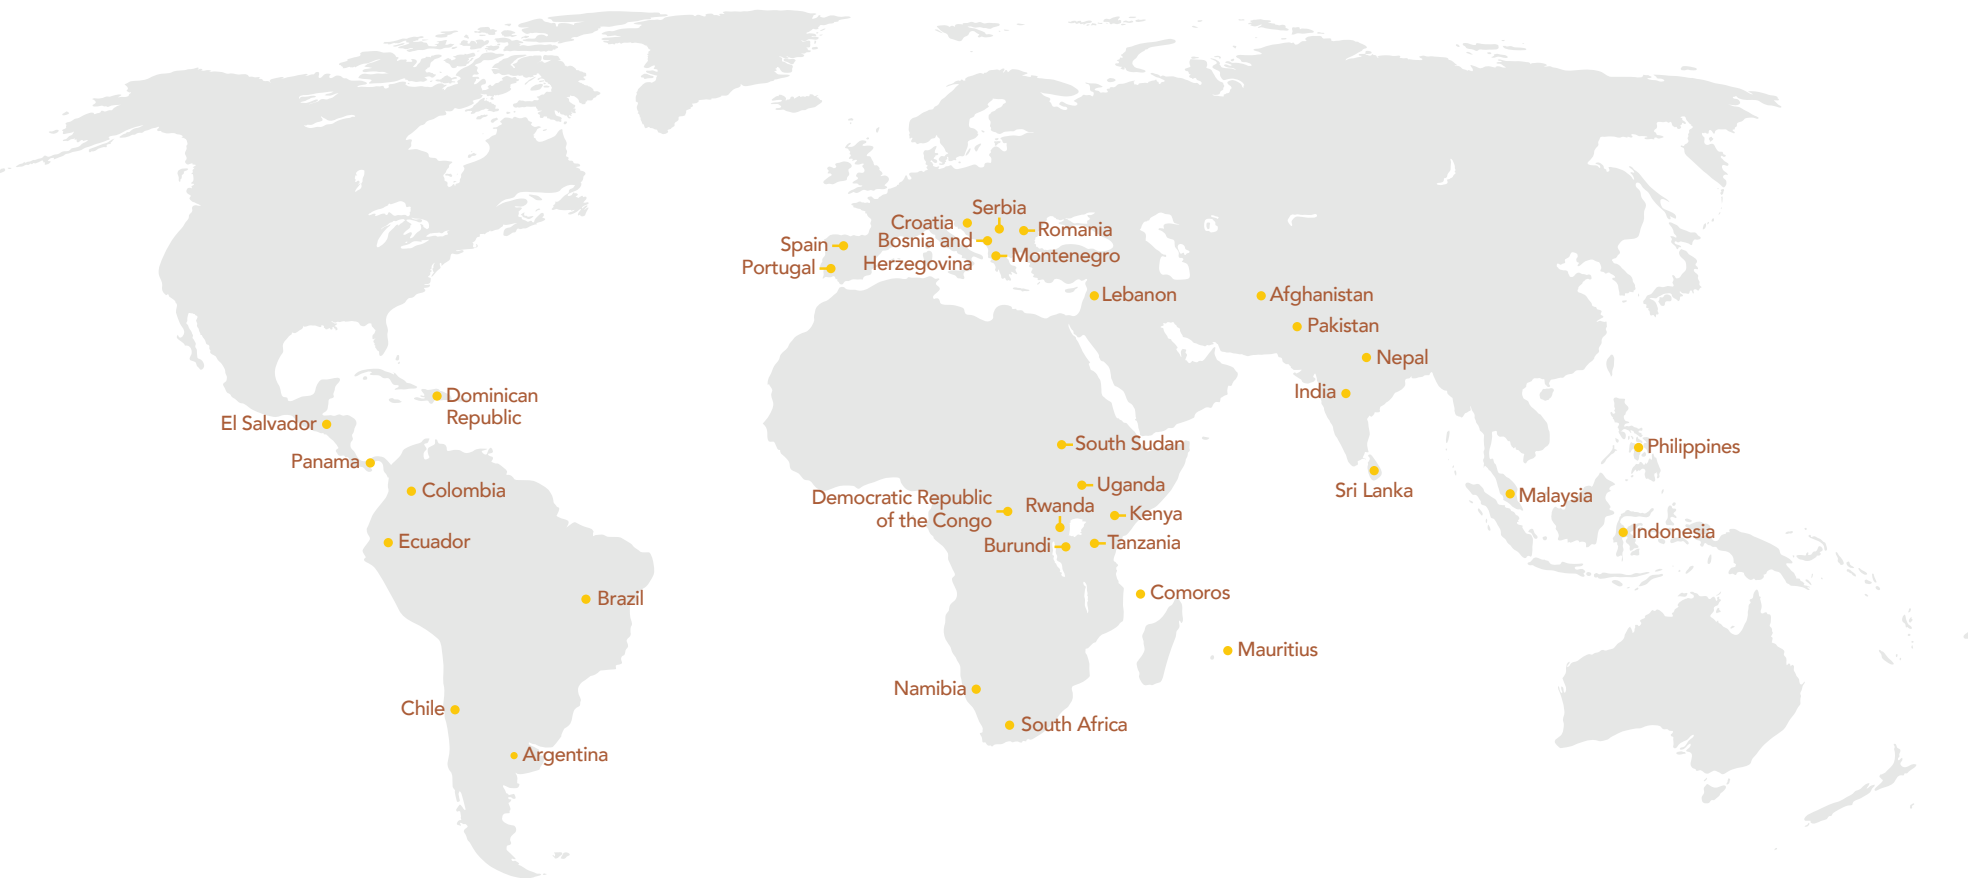 Serbia
Croatia
Romania
Bosnia and
Herzegovina
Spain
Montenegro
Portugal
Lebanon
Afghanistan
Pakistan
Nepal
India
Dominican
Republic
El Salvador
Panama
Colombia
Ecuador
Brazil
Chile
Argentina
South Sudan
Uganda
Democratic Republic
of the Congo
Rwanda
Kenya
Burundi
Tanzania
Comoros
Mauritius
Namibia
South Africa
Sri Lanka
Philippines
Malaysia
Indonesia